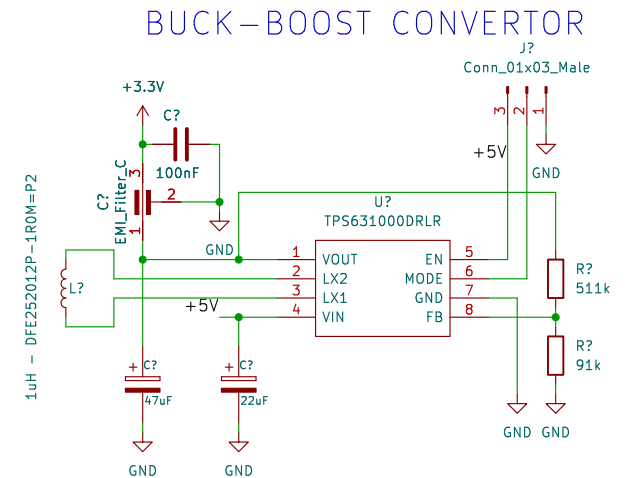 BUCK-BOOST CONVERTOR
J?
Conn_01x03_Male
+3.3V
3
2
1
C?
100nF
+5V
GND
3
2
1
C?
EMI_Filter_C
GND
U?
TPS631000DRLR
1
2
3
4
VOUT
LX2
LX1
VIN
EN
MODE
GND
FB
5
6
7
8
R?
511k
L?
1uH - DFE252012P-1R0M=P2
+5V
R?
91k
+
C?
47uF
+
C?
22uF
GND
GND
GND
GND